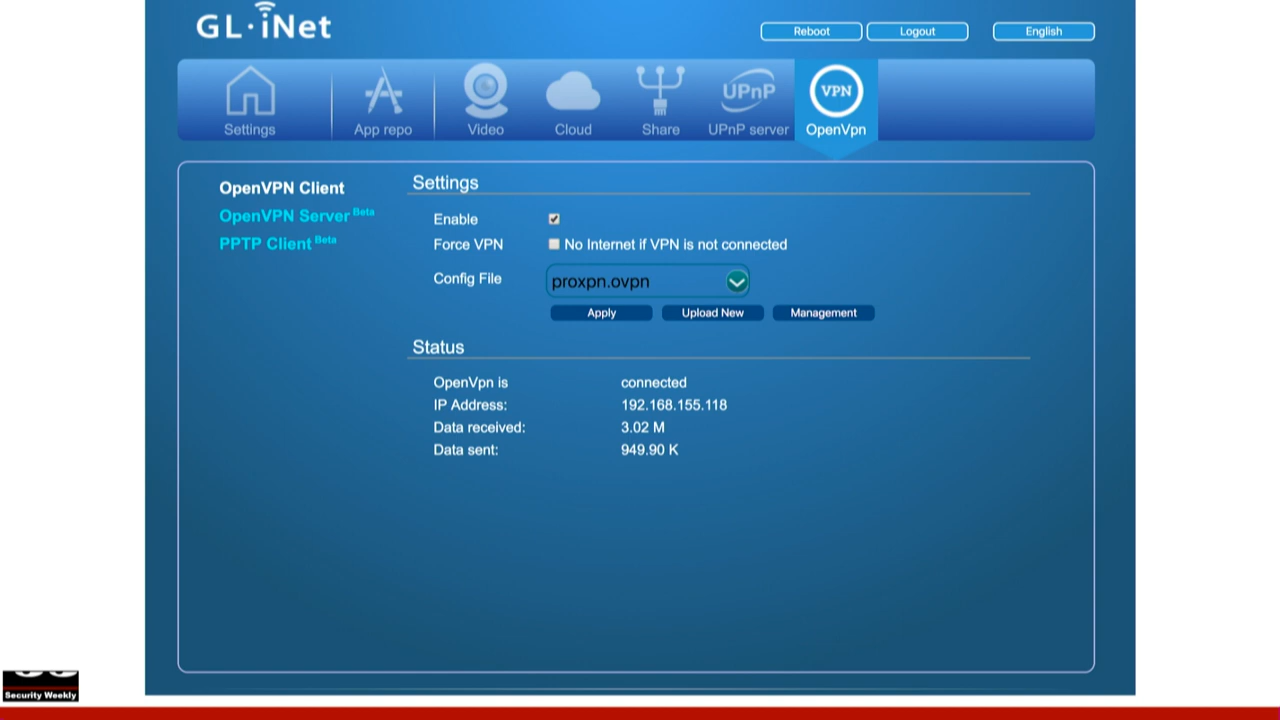 GL·iNet
Reboot
Logout
English
Settings
App repo
Video
Cloud
Share
UPnP
UPnP server
VPN
OpenVpn
OpenVPN Client
OpenVPN Server Beta
PPTP Client Beta
Settings
Enable
Force VPN No Internet if VPN is not connected
Config File proxpn.ovpn
Apply Upload New Management
Status
OpenVpn is connected
IP Address: 192.168.155.118
Data received: 3.02 M
Data sent: 949.90 K
Security Weekly